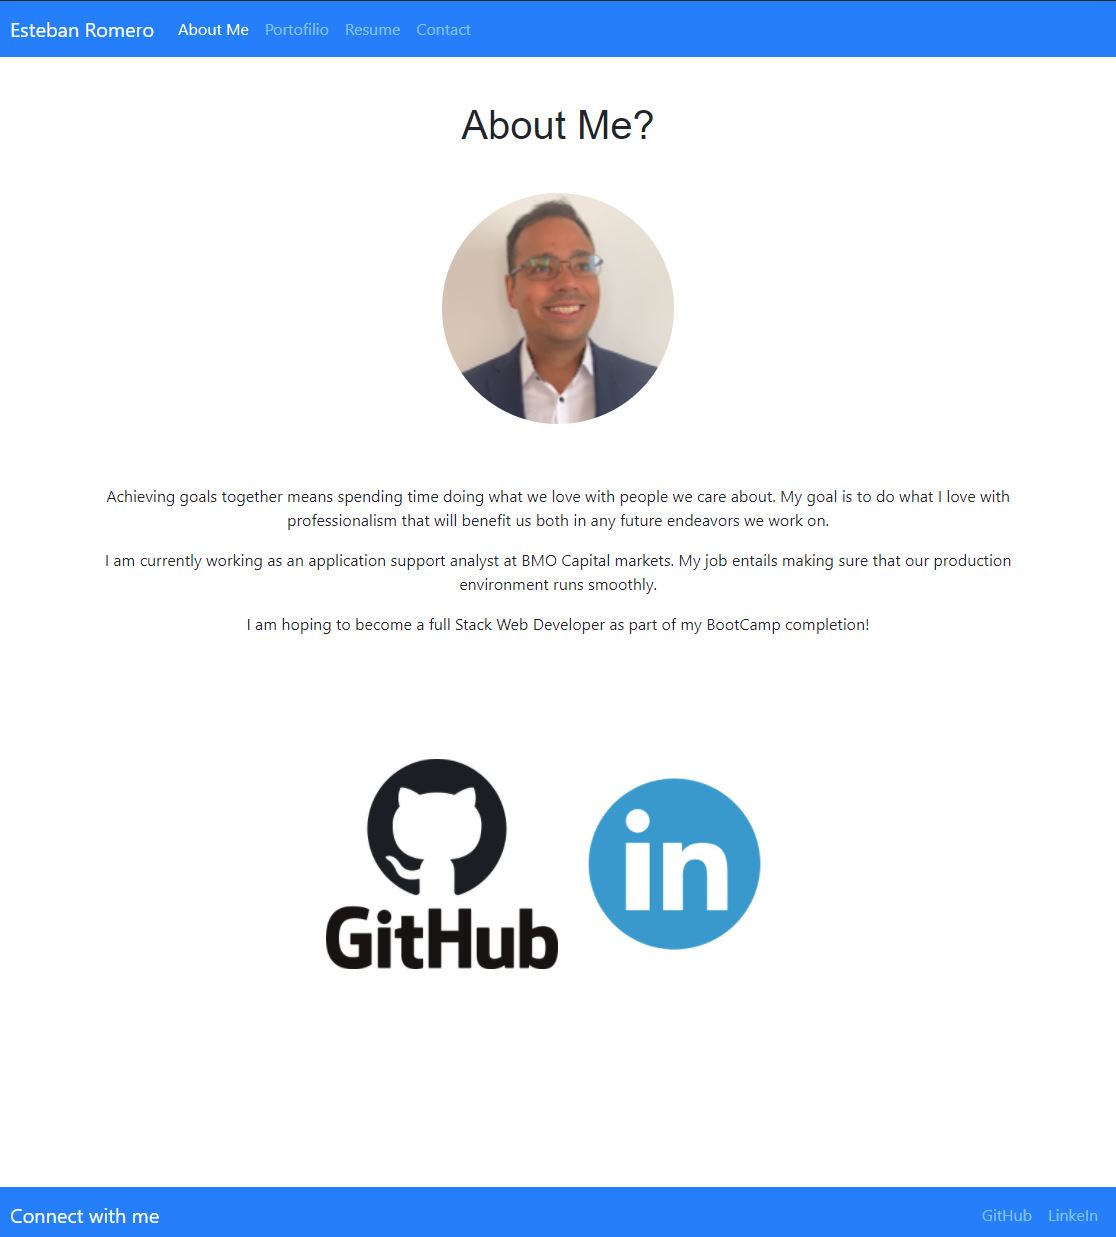 Esteban Romero About Me Portofilio Resume Contact
About Me?
Achieving goals together means spending time doing what we love with people we care about. My goal is to do what I love with
professionalism that will benefit us both in any future endeavors we work on.
I am currently working as an application support analyst at BMO Capital markets. My job entails making sure that our production
environment runs smoothly.
I am hoping to become a full Stack Web Developer as part of my BootCamp completion!
in
GitHub
Connect with me GitHub LinkeIn